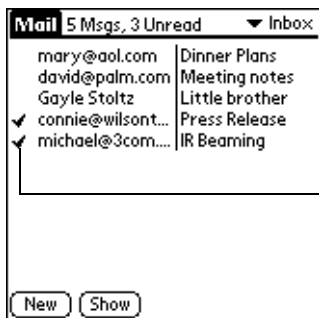 Mail 5 Msgs, 3 Unread Inbox
mary@aol.com Dinner Plans
david@palm.com Meeting notes
Gayle Stoltz Little brother
connie@wilsont... Press Release
michael@3com.... IR Beaming
New Show